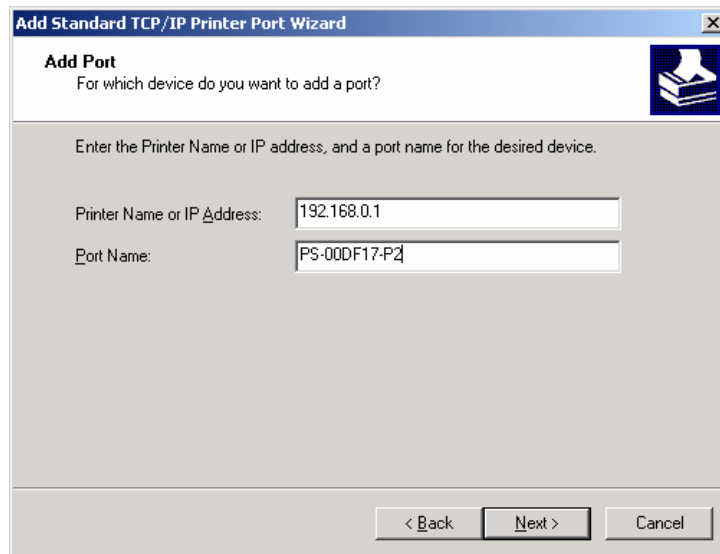 Add Standard TCP/IP Printer Port Wizard
Add Port
For which device do you want to add a port?
Enter the Printer Name or IP address, and a port name for the desired device.
Printer Name or IP Address: 192.168.0.1
Port Name: PS-00DF17-P2
< Back Next > Cancel